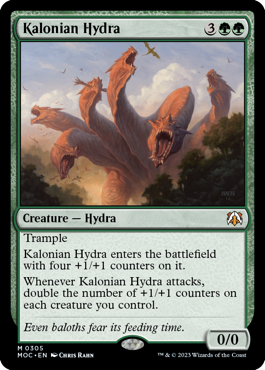 Kalonian Hydra 3
Creature — Hydra
Trample
Kalonian Hydra enters the battlefield
with four +1/+1 counters on it.
Whenever Kalonian Hydra attacks,
double the number of +1/+1 counters on
each creature you control.
Even baloths fear its feeding time.
0/0
M 0305
MOC • EN Chris Rahn
™ & © 2023 Wizards of the Coast